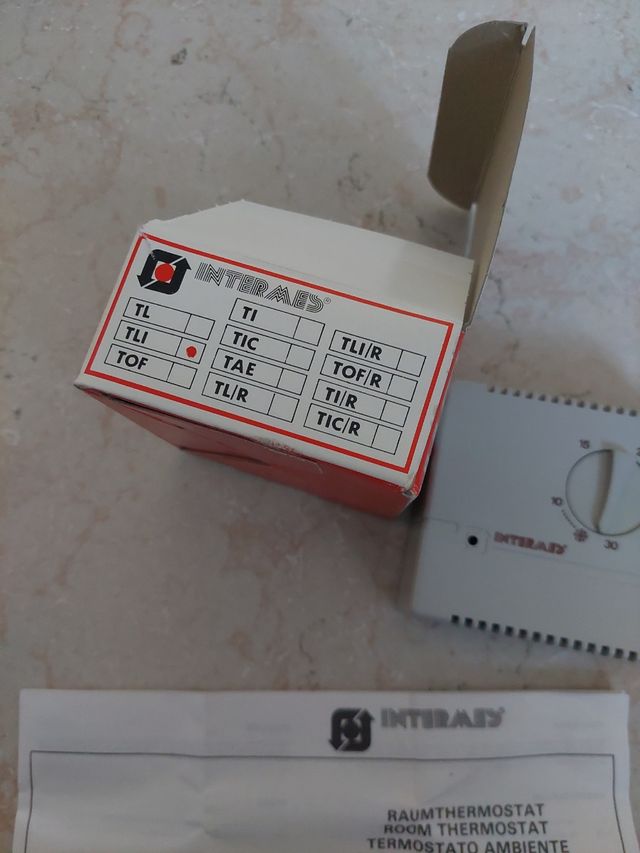 INTERMES®
TL
TLI
TOF
TI
TIC
TAE
TL/R
TLI/R
TOF/R
TI/R
TIC/R
15
10
30
INTERMES
INTERMES
RAUMTHERMOSTAT
ROOM THERMOSTAT
TERMOSTATO AMBIENTE